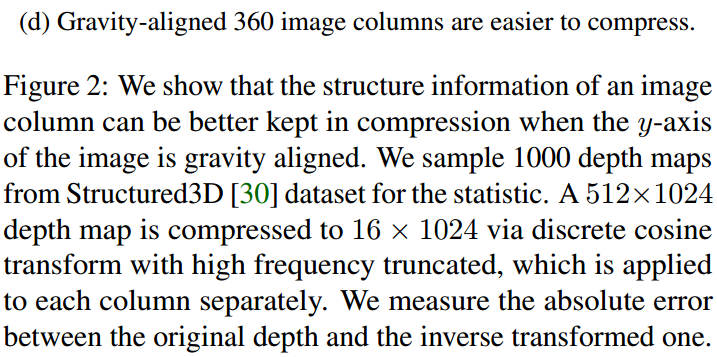 (d) Gravity-aligned 360 image columns are easier to compress.
Figure 2: We show that the structure information of an image
column can be better kept in compression when the y-axis
of the image is gravity aligned. We sample 1000 depth maps
from Structured3D [30] dataset for the statistic. A 512×1024
depth map is compressed to 16 × 1024 via discrete cosine
transform with high frequency truncated, which is applied
to each column separately. We measure the absolute error
between the original depth and the inverse transformed one.